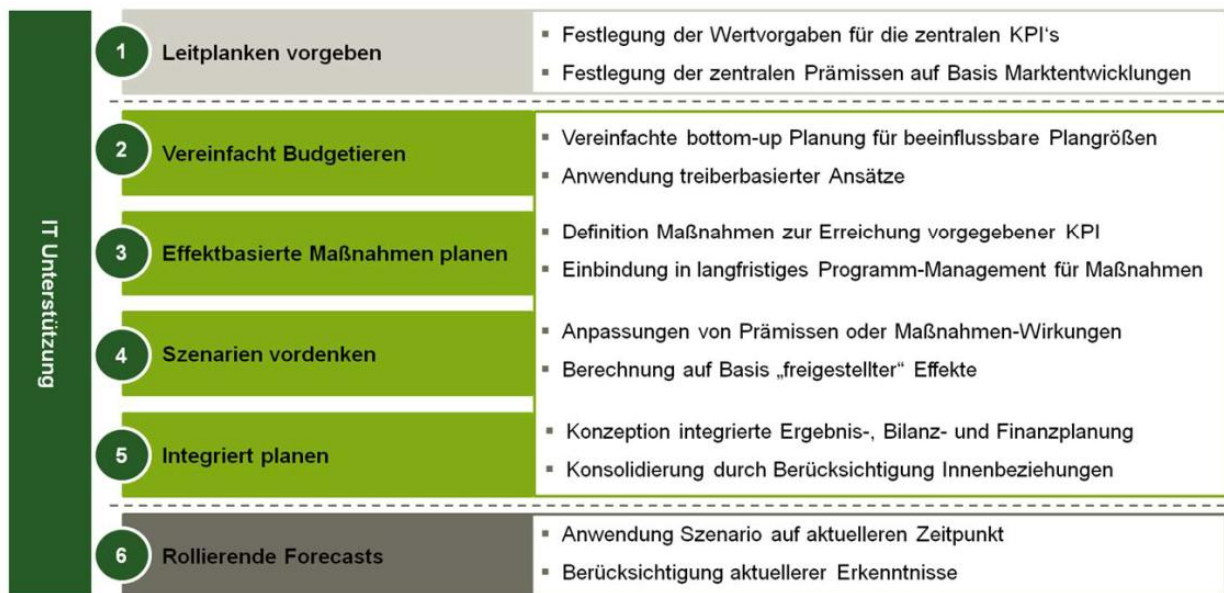 IT Unterstützung
1
Leitplanken vorgeben
▪ Festlegung der Wertvorgaben für die zentralen KPI‘s
▪ Festlegung der zentralen Prämissen auf Basis Marktentwicklungen
2
Vereinfacht Budgetieren
▪ Vereinfachte bottom-up Planung für beeinflussbare Plangrößen
▪ Anwendung treiberbasierter Ansätze
3
Effektbasierte Maßnahmen planen
▪ Definition Maßnahmen zur Erreichung vorgegebener KPI
▪ Einbindung in langfristiges Programm-Management für Maßnahmen
4
Szenarien vordenken
▪ Anpassungen von Prämissen oder Maßnahmen-Wirkungen
▪ Berechnung auf Basis „freigestellter“ Effekte
5
Integriert planen
▪ Konzeption integrierte Ergebnis-, Bilanz- und Finanzplanung
▪ Konsolidierung durch Berücksichtigung Innenbeziehungen
6
Rollierende Forecasts
▪ Anwendung Szenario auf aktuelleren Zeitpunkt
▪ Berücksichtigung aktuellerer Erkenntnisse